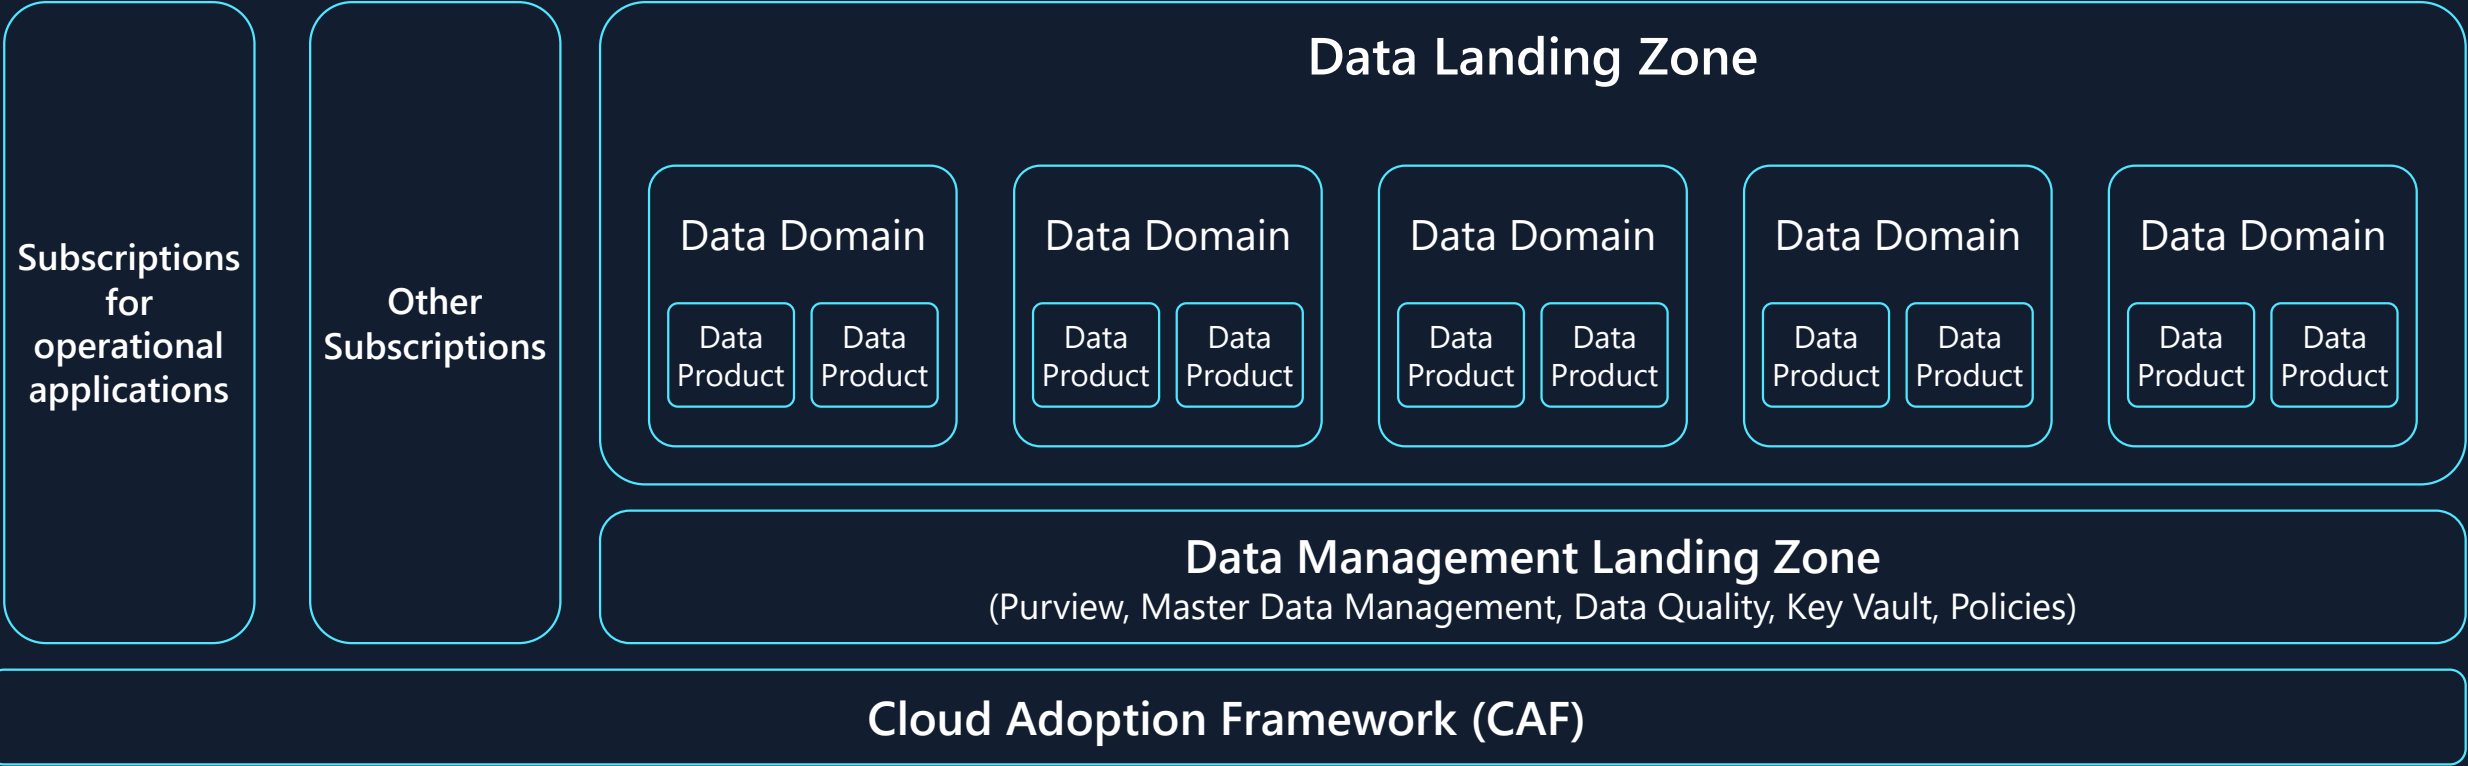 Subscriptions
for
operational
applications
Other
Subscriptions
Data Landing Zone
Data Domain
Data
Product
Data
Product
Data Domain
Data
Product
Data
Product
Data Domain
Data
Product
Data
Product
Data Domain
Data
Product
Data
Product
Data Domain
Data
Product
Data
Product
Data Management Landing Zone
(Purview, Master Data Management, Data Quality, Key Vault, Policies)
Cloud Adoption Framework (CAF)